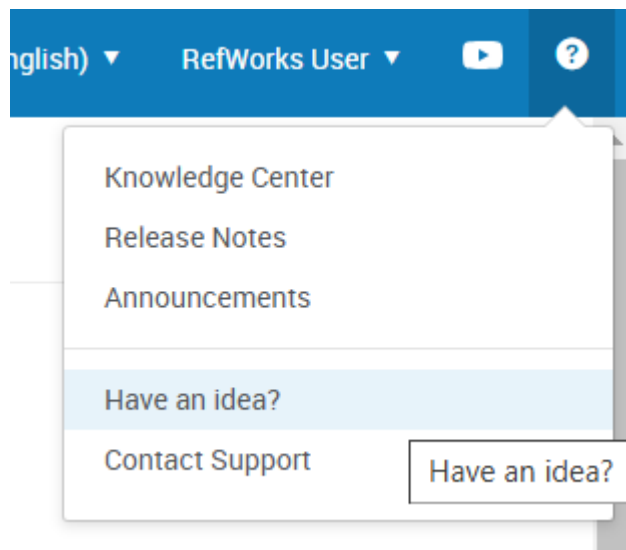 nglish) ▼ RefWorks User ▼ ?
Knowledge Center
Release Notes
Announcements
Have an idea?
Contact Support
Have an idea?